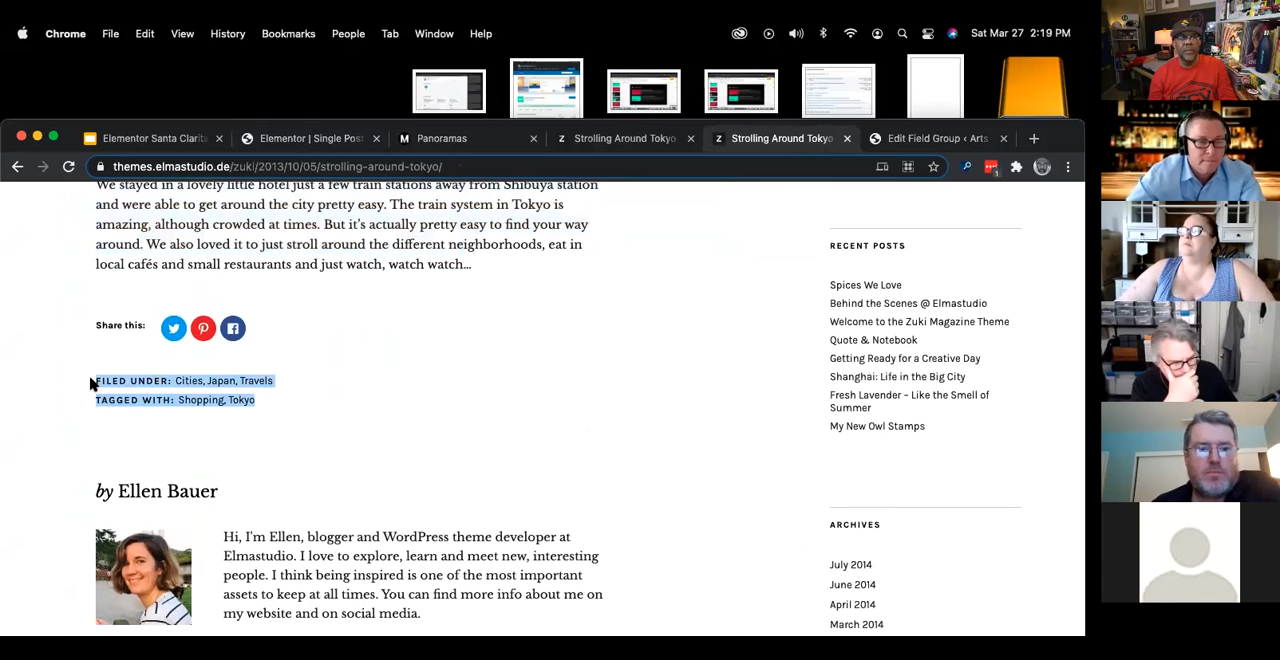 Chrome File Edit View History Bookmarks People Tab Window Help Sat Mar 27 2:19 PM
Elementor Santa Clarit Elementor | Single Post Panoramas Strolling Around Tokyo Strolling Around Tokyo Edit Field Group ‹ Arts
themes.elmastudio.de/zuki/2013/10/05/strolling-around-tokyo/
We stayed in a lovely little hotel just a few train stations away from Shibuya station
and were able to get around the city pretty easy. The train system in Tokyo is
amazing, although crowded at times. But it's actually pretty easy to find your way
around. We also loved it to just stroll around the different neighborhoods, eat in
local cafés and small restaurants and just watch, watch watch...
Share this:
FILED UNDER: Cities, Japan, Travels
TAGGED WITH: Shopping, Tokyo
by Ellen Bauer
Hi, I'm Ellen, blogger and WordPress theme developer at
Elmastudio. I love to explore, learn and meet new, interesting
people. I think being inspired is one of the most important
assets to keep at all times. You can find more info about me on
my website and on social media.
RECENT POSTS
Spices We Love
Behind the Scenes @ Elmastudio
Welcome to the Zuki Magazine Theme
Quote & Notebook
Getting Ready for a Creative Day
Shanghai: Life in the Big City
Fresh Lavender – Like the Smell of
Summer
My New Owl Stamps
ARCHIVES
July 2014
June 2014
April 2014
March 2014